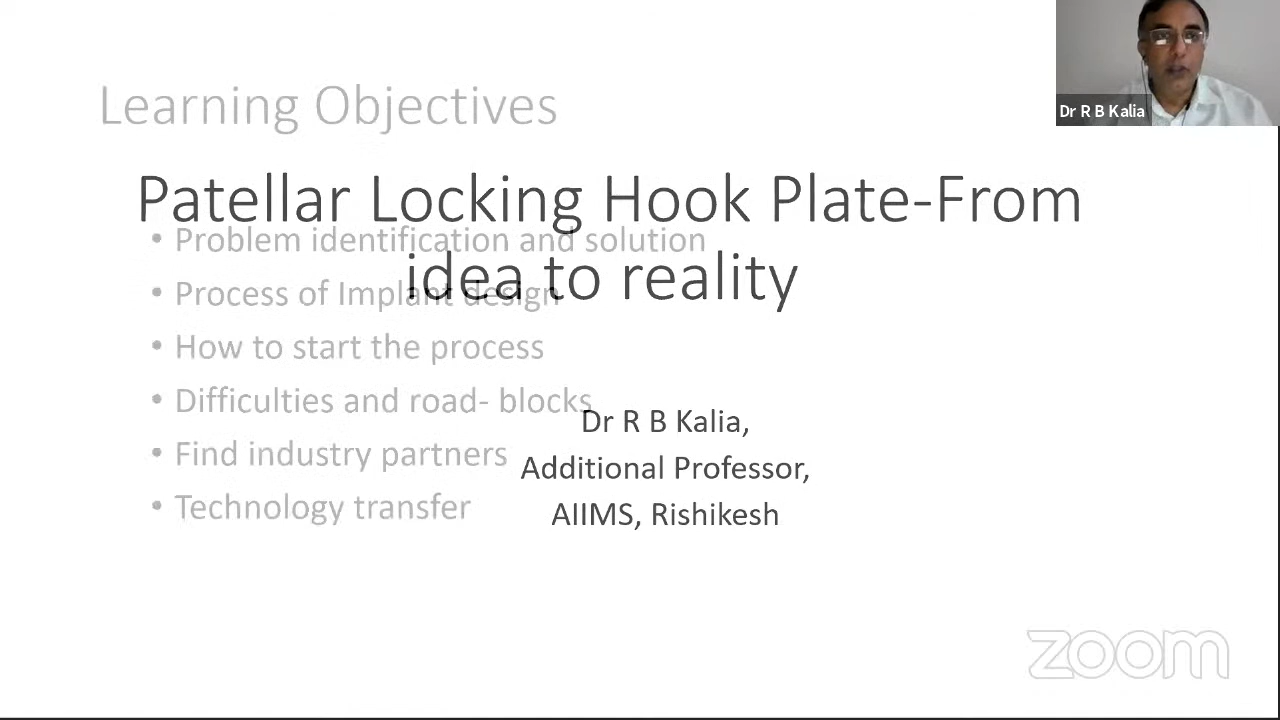 Dr R B Kalia
Learning Objectives
Patellar Locking Hook Plate-From
idea to reality
• Problem identification and solution
• Process of Implant design
• How to start the process
• Difficulties and road- blocks
• Find industry partners
• Technology transfer
Dr R B Kalia,
Additional Professor,
AIIMS, Rishikesh
zoom